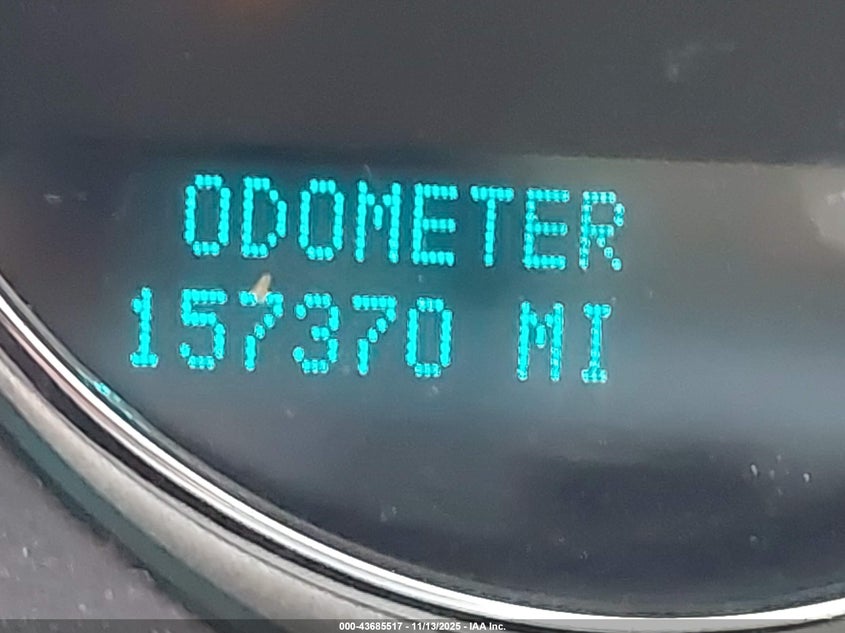 ODOMETER
157370 MI
000-43685517 - 11/13/2025 - IAA Inc.